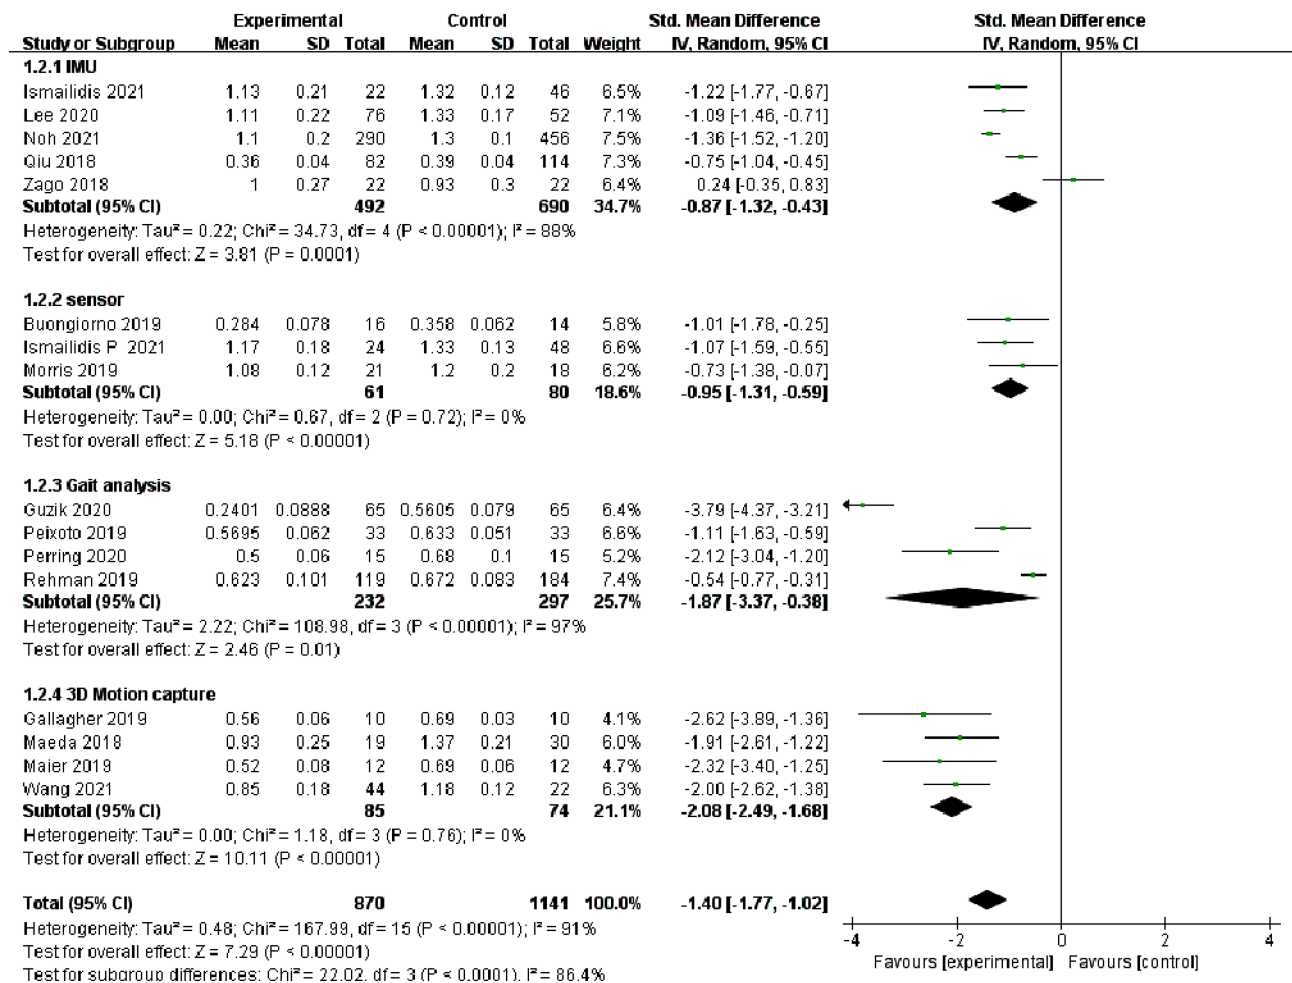 Experimental Control Std. Mean Difference Std. Mean Difference
Study or Subgroup Mean SD Total Mean SD Total Weight IV, Random, 95% CI IV, Random, 95% CI
1.2.1 IMU
Ismailidis 2021 1.13 0.21 22 1.32 0.12 46 6.5% -1.22 [-1.77, -0.67]
Lee 2020 1.11 0.22 76 1.33 0.17 52 7.1% -1.09 [-1.46, -0.71]
Noh 2021 1.1 0.2 290 1.3 0.1 456 7.5% -1.36 [-1.52, -1.20]
Qiu 2018 0.36 0.04 82 0.39 0.04 114 7.3% -0.75 [-1.04, -0.45]
Zago 2018 1 0.27 22 0.93 0.3 22 6.4% 0.24 [-0.35, 0.83]
Subtotal (95% CI) 492 690 34.7% -0.87 [-1.32, -0.43]
Heterogeneity: Tau² = 0.22; Chi² = 34.73, df = 4 (P < 0.00001); I² = 88%
Test for overall effect: Z = 3.81 (P = 0.0001)
1.2.2 sensor
Buongiorno 2019 0.284 0.078 16 0.358 0.062 14 5.8% -1.01 [-1.78, -0.25]
Ismailidis P 2021 1.17 0.18 24 1.33 0.13 48 6.6% -1.07 [-1.59, -0.55]
Morris 2019 1.08 0.12 21 1.2 0.2 18 6.2% -0.73 [-1.38, -0.07]
Subtotal (95% CI) 61 80 18.6% -0.95 [-1.31, -0.59]
Heterogeneity: Tau² = 0.00; Chi² = 0.67, df = 2 (P = 0.72); I² = 0%
Test for overall effect: Z = 5.18 (P < 0.00001)
1.2.3 Gait analysis
Guzik 2020 0.2401 0.0888 65 0.5605 0.079 65 6.4% -3.79 [-4.37, -3.21]
Peixoto 2019 0.5695 0.062 33 0.633 0.051 33 6.6% -1.11 [-1.63, -0.59]
Perring 2020 0.5 0.06 15 0.68 0.1 15 5.2% -2.12 [-3.04, -1.20]
Rehman 2019 0.623 0.101 119 0.672 0.083 184 7.4% -0.54 [-0.77, -0.31]
Subtotal (95% CI) 232 297 25.7% -1.87 [-3.37, -0.38]
Heterogeneity: Tau² = 2.22; Chi² = 108.98, df = 3 (P < 0.00001); I² = 97%
Test for overall effect: Z = 2.46 (P = 0.01)
1.2.4 3D Motion capture
Gallagher 2019 0.56 0.06 10 0.69 0.03 10 4.1% -2.62 [-3.89, -1.36]
Maeda 2018 0.93 0.25 19 1.37 0.21 30 6.0% -1.91 [-2.61, -1.22]
Maier 2019 0.52 0.08 12 0.69 0.06 12 4.7% -2.32 [-3.40, -1.25]
Wang 2021 0.85 0.18 44 1.18 0.12 22 6.3% -2.00 [-2.62, -1.38]
Subtotal (95% CI) 85 74 21.1% -2.08 [-2.49, -1.68]
Heterogeneity: Tau² = 0.00; Chi² = 1.18, df = 3 (P = 0.76); I² = 0%
Test for overall effect: Z = 10.11 (P < 0.00001)
Total (95% CI) 870 1141 100.0% -1.40 [-1.77, -1.02]
Heterogeneity: Tau² = 0.48; Chi² = 167.99, df = 15 (P < 0.00001); I² = 91%
Test for overall effect: Z = 7.29 (P < 0.00001)
Test for subgroup differences: Chi² = 22.02, df = 3 (P < 0.0001), I² = 86.4%
-4 -2 0 2 4
Favours [experimental] Favours [control]